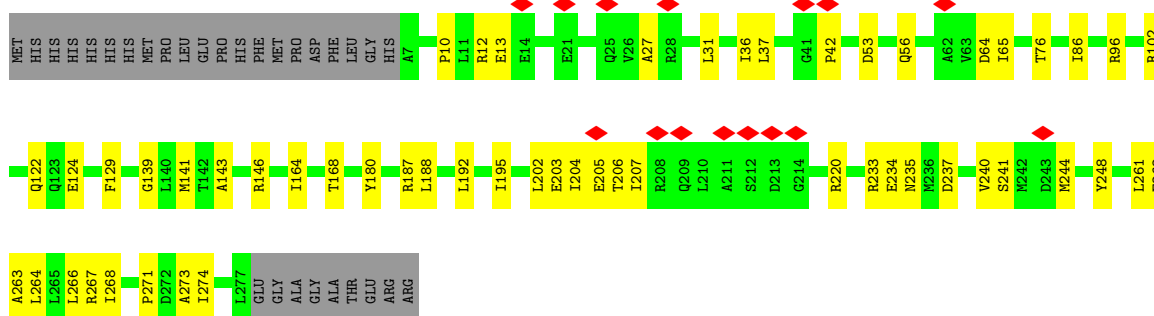 MET HIS HIS HIS HIS HIS HIS MET PRO LEU GLU PRO HIS PHE MET PRO ASP PHE LEU GLY HIS A7 P10 L11 R12 E13 E14 E21 Q25 V26 A27 R28 L31 I36 L37 G41 P42 D53 Q56 A62 V63 D64 I65 T76 I86 R96 R102
Q122 Q123 E124 F129 G139 L140 M141 T142 A143 R146 I164 T168 Y180 R187 L188 L192 I195 L202 E203 I204 E205 T206 I207 R208 Q209 L210 A211 S212 D213 G214 R220 R233 E234 N235 M236 D237 V240 S241 M242 D243 M244 Y248 L261
A263 L264 L265 L266 R267 I268 P271 D272 A273 I274 L277 GLU GLY ALA GLY ALA THR GLU ARG ARG